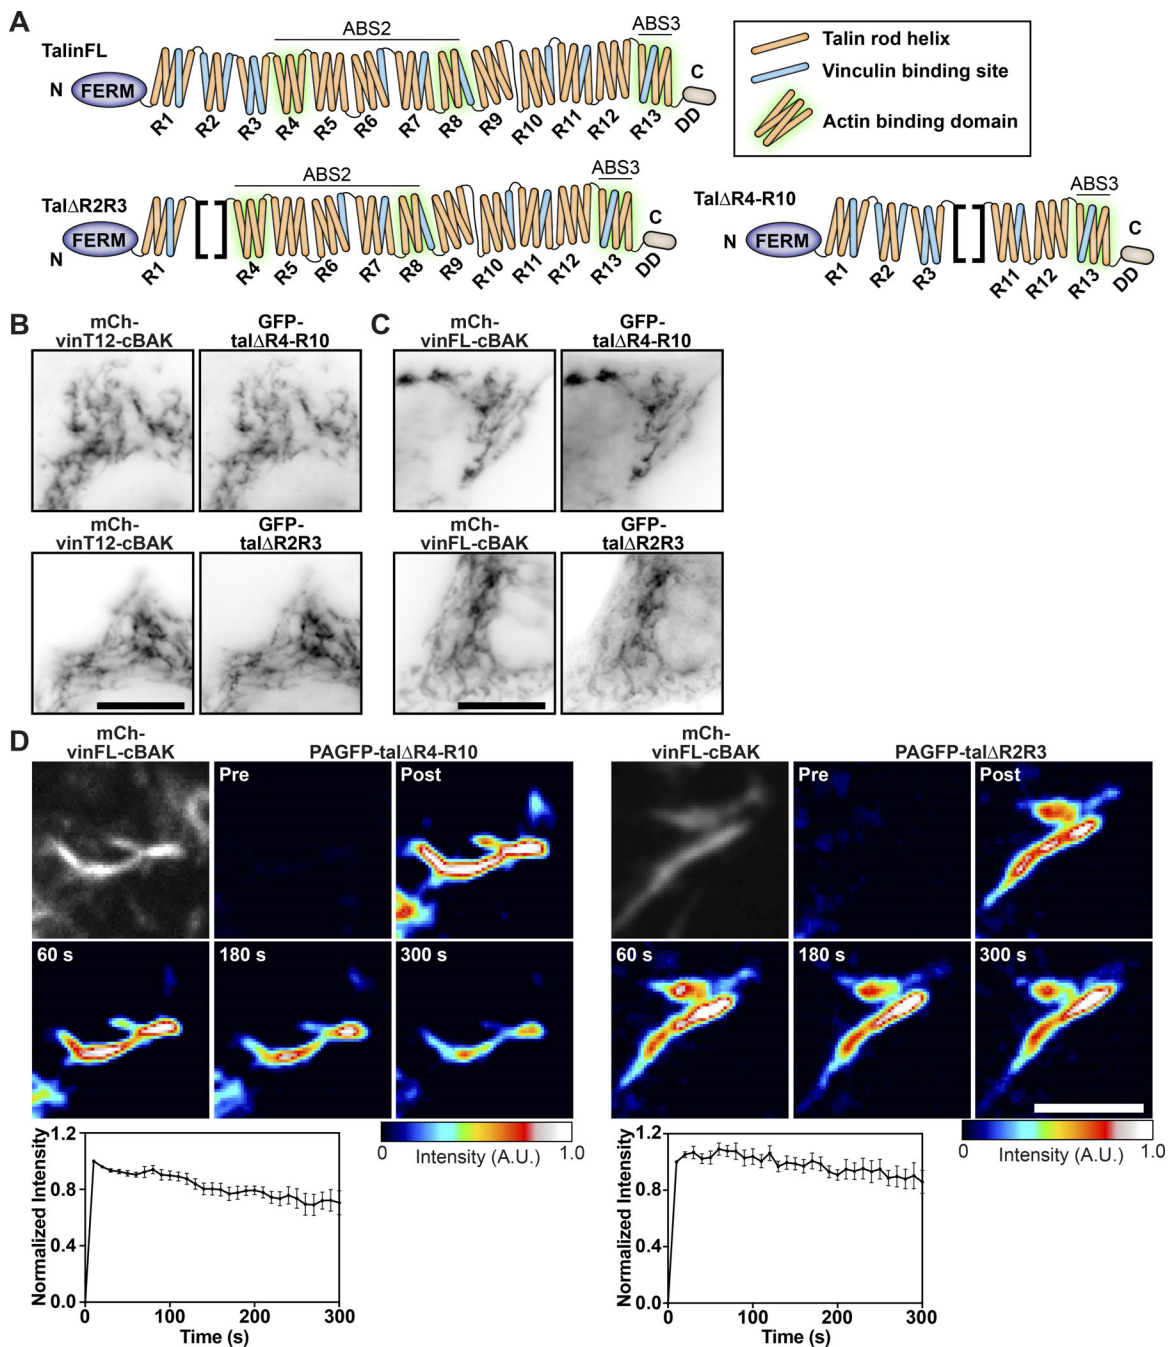 A
TalinFL
ABS2
ABS3
N
FERM
C
R1 R2 R3 R4 R5 R6 R7 R8 R9 R10 R11 R12 R13 DD
Talin rod helix
Vinculin binding site
Actin binding domain
TalΔR2R3
ABS2
ABS3
N
FERM
C
R1 R4 R5 R6 R7 R8 R9 R10 R11 R12 R13 DD
TalΔR4-R10
ABS3
N
FERM
C
R1 R2 R3 R11 R12 R13 DD
B
mCh-
vinT12-cBAK
GFP-
talΔR4-R10
C
mCh-
vinFL-cBAK
GFP-
talΔR4-R10
mCh-
vinT12-cBAK
GFP-
talΔR2R3
mCh-
vinFL-cBAK
GFP-
talΔR2R3
D
mCh-
vinFL-cBAK
PAGFP-talΔR4-R10
Pre
Post
60 s
180 s
300 s
0
Intensity (A.U.)
1.0
Normalized Intensity
1.2
0.8
0.4
0.0
0
100
200
300
Time (s)
mCh-
vinFL-cBAK
PAGFP-talΔR2R3
Pre
Post
60 s
180 s
300 s
0
Intensity (A.U.)
1.0
Normalized Intensity
1.2
0.8
0.4
0.0
0
100
200
300
Time (s)